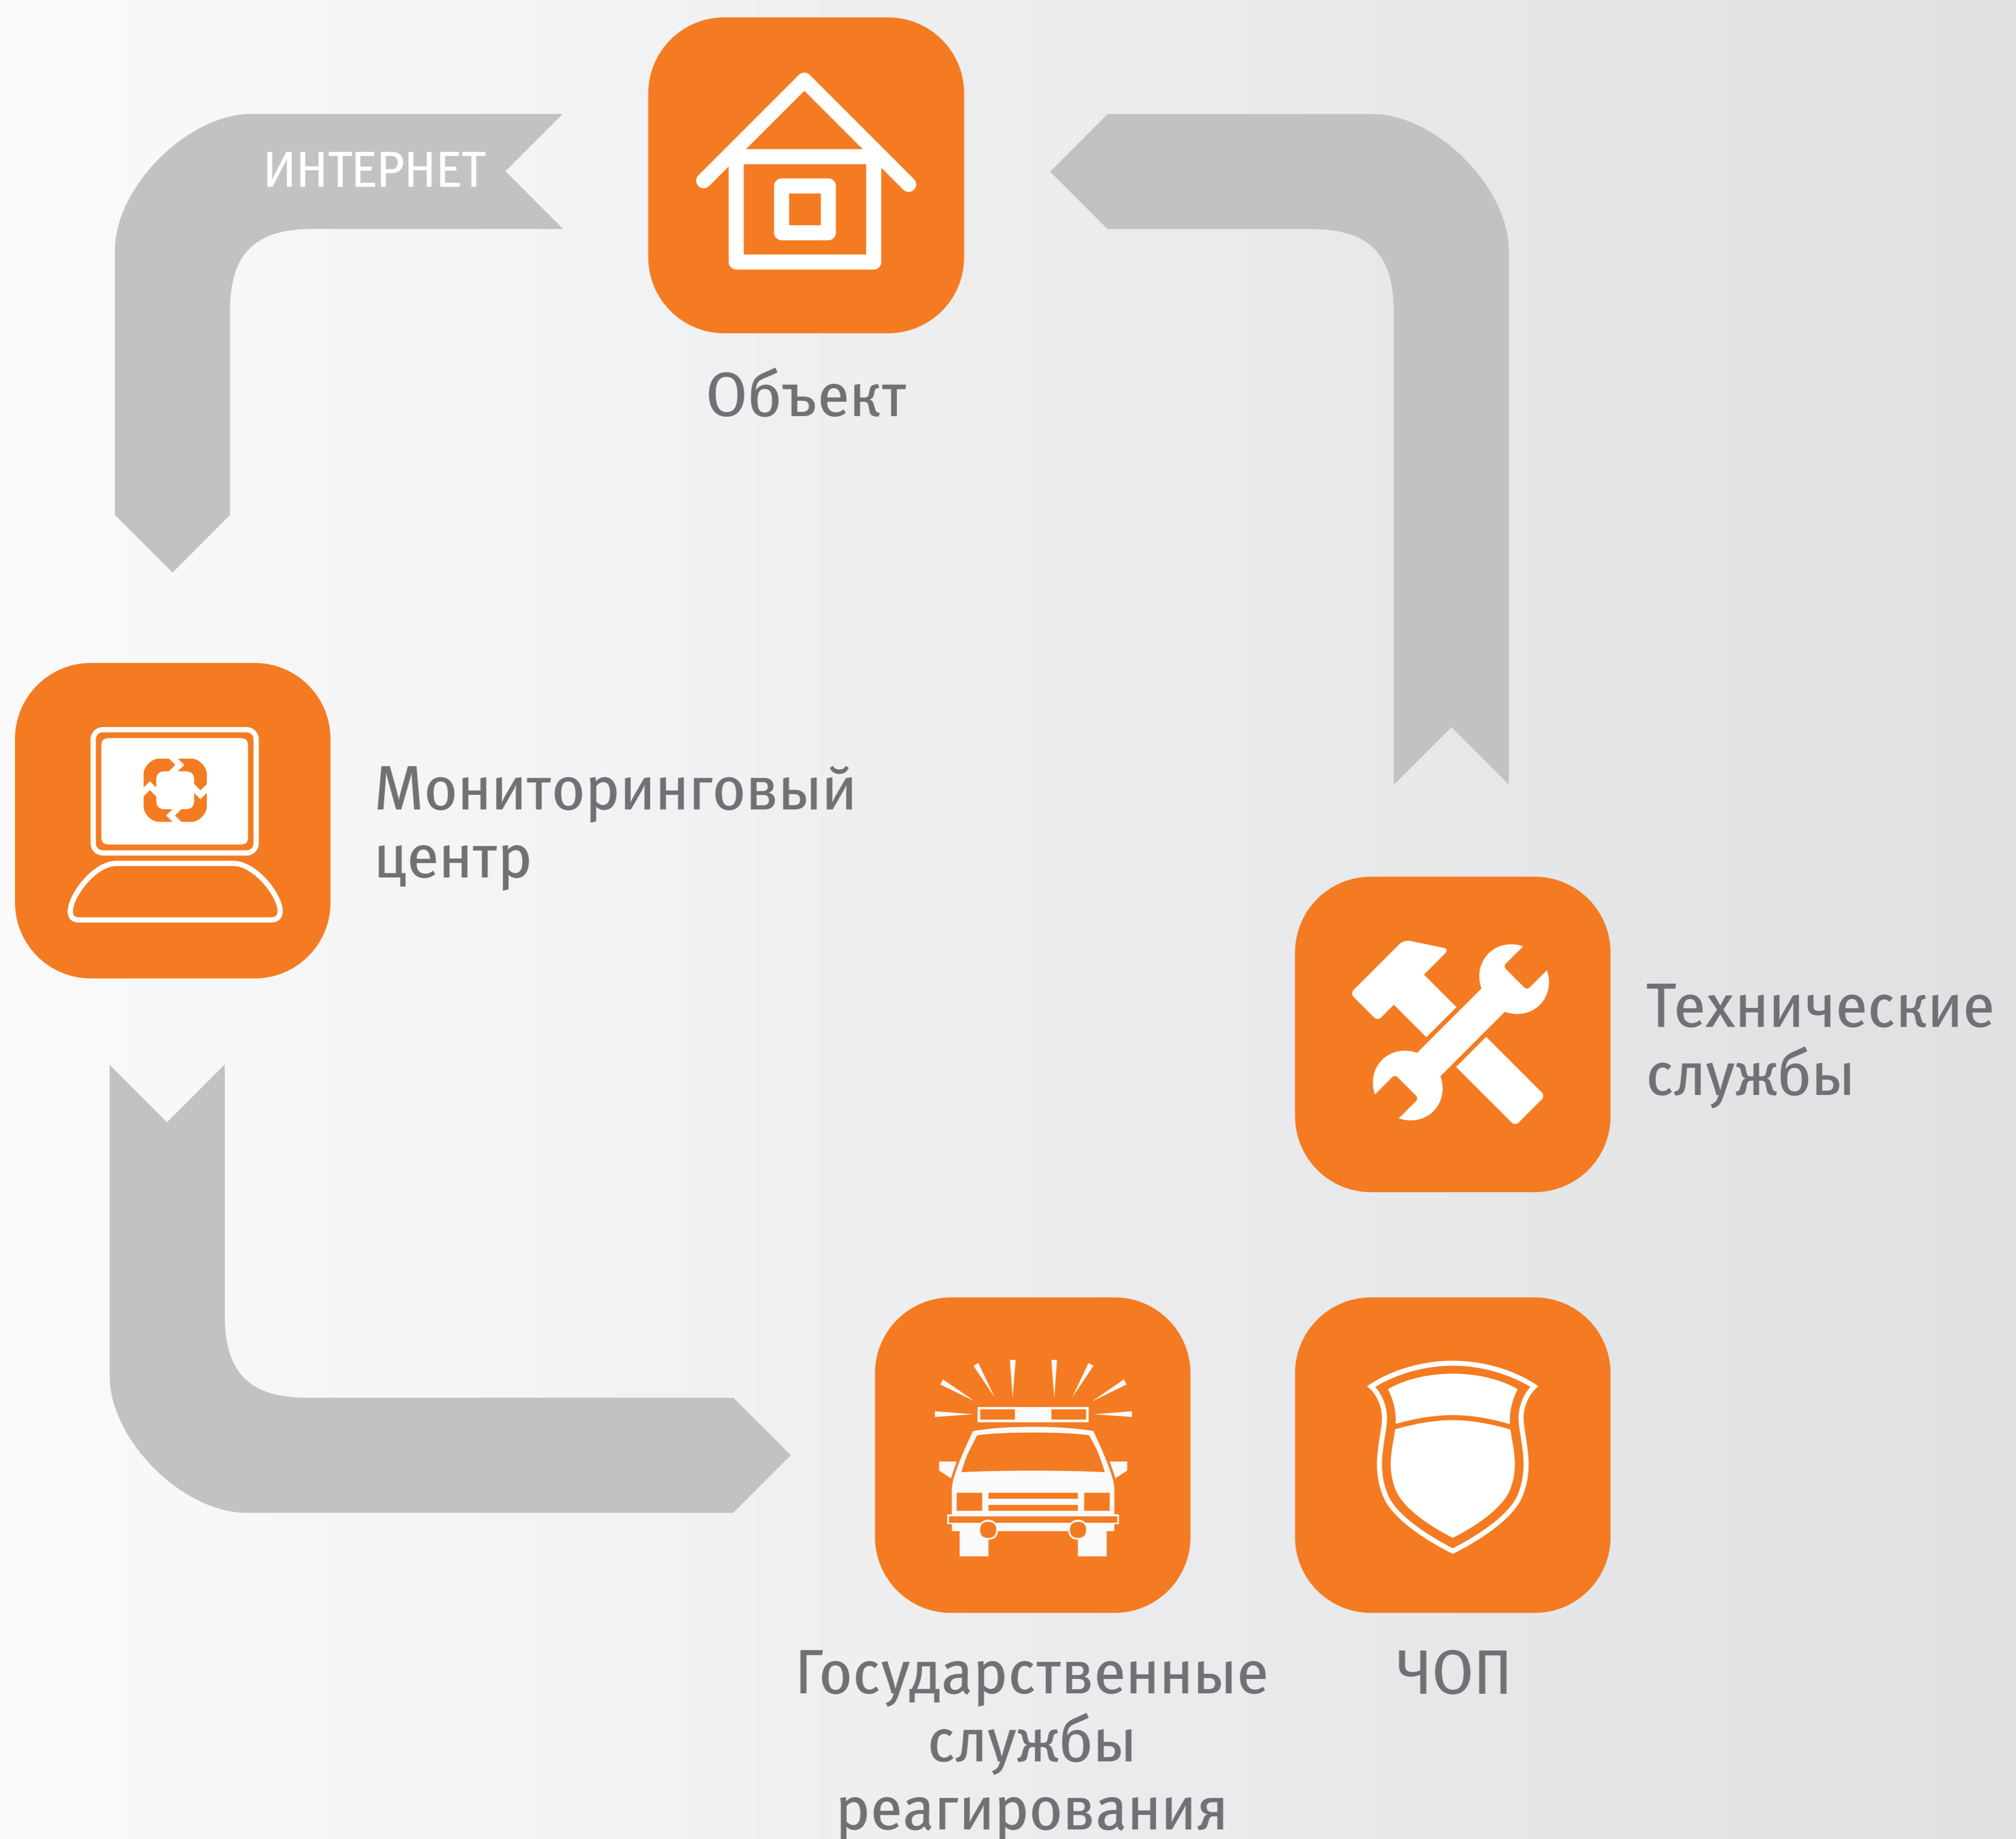 ИНТЕРНЕТ
Объект
Мониторинговый
центр
Технические
службы
Государственные
службы
реагирования
ЧОП